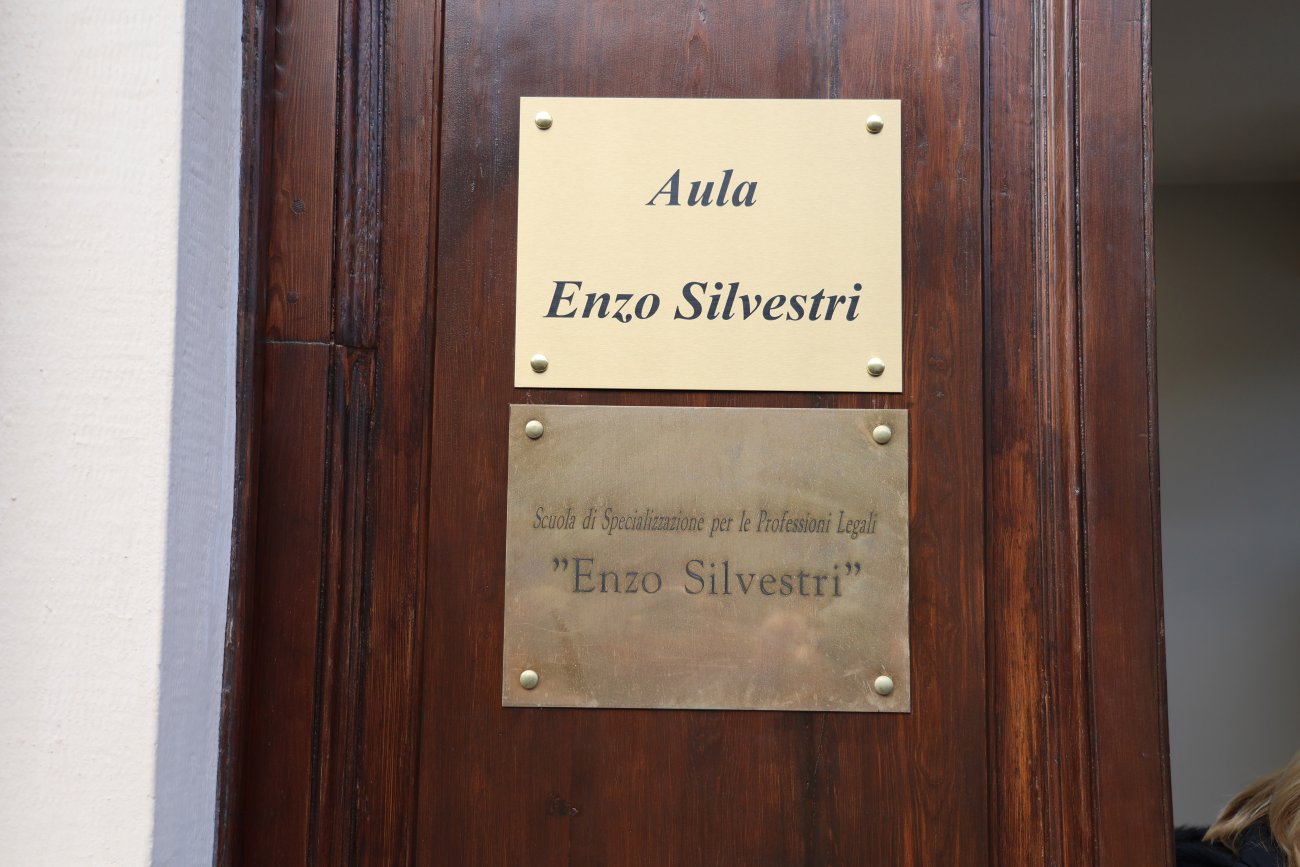 Aula
Enzo Silvestri
Scuola di Specializzazione per le Professioni Legali
”Enzo Silvestri”